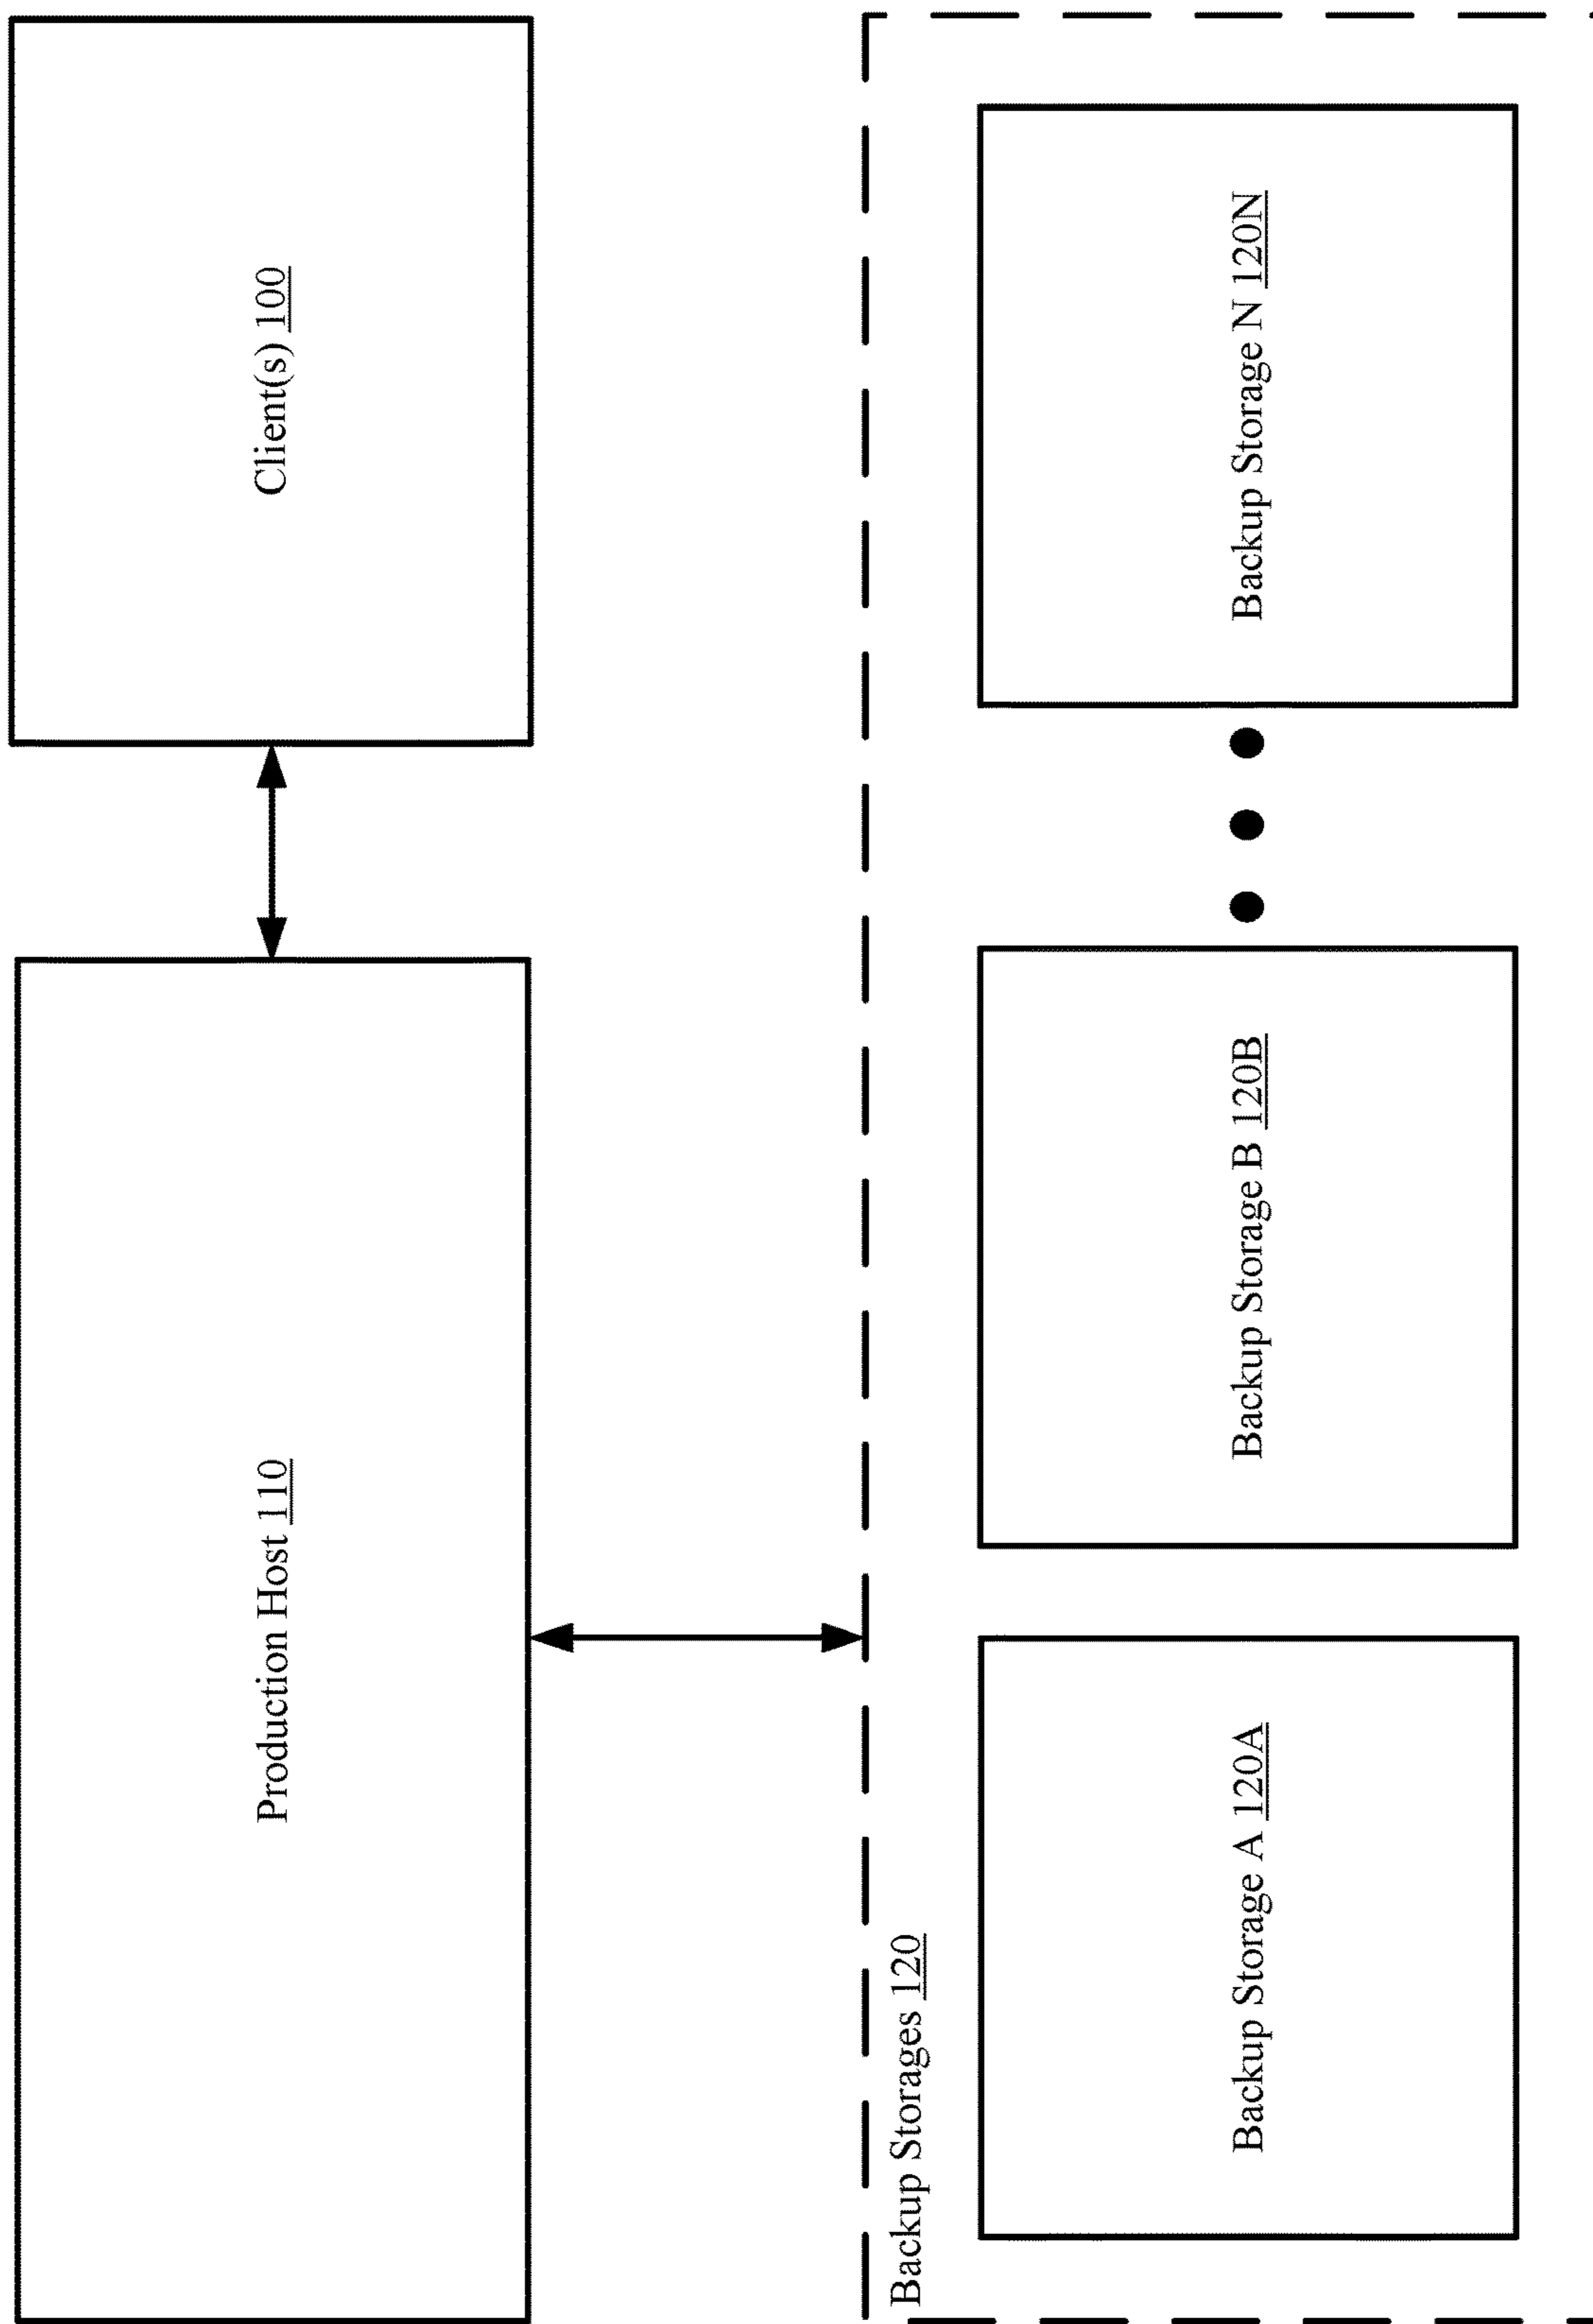 Production Host 110
Client(s) 100
Backup Storages 120
Backup Storage A 120A
Backup Storage B 120B
Backup Storage N 120N